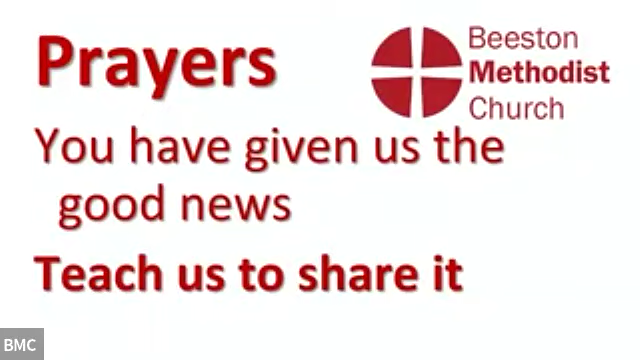 Prayers
Beeston
Methodist
Church
You have given us the
good news
Teach us to share it
BMC